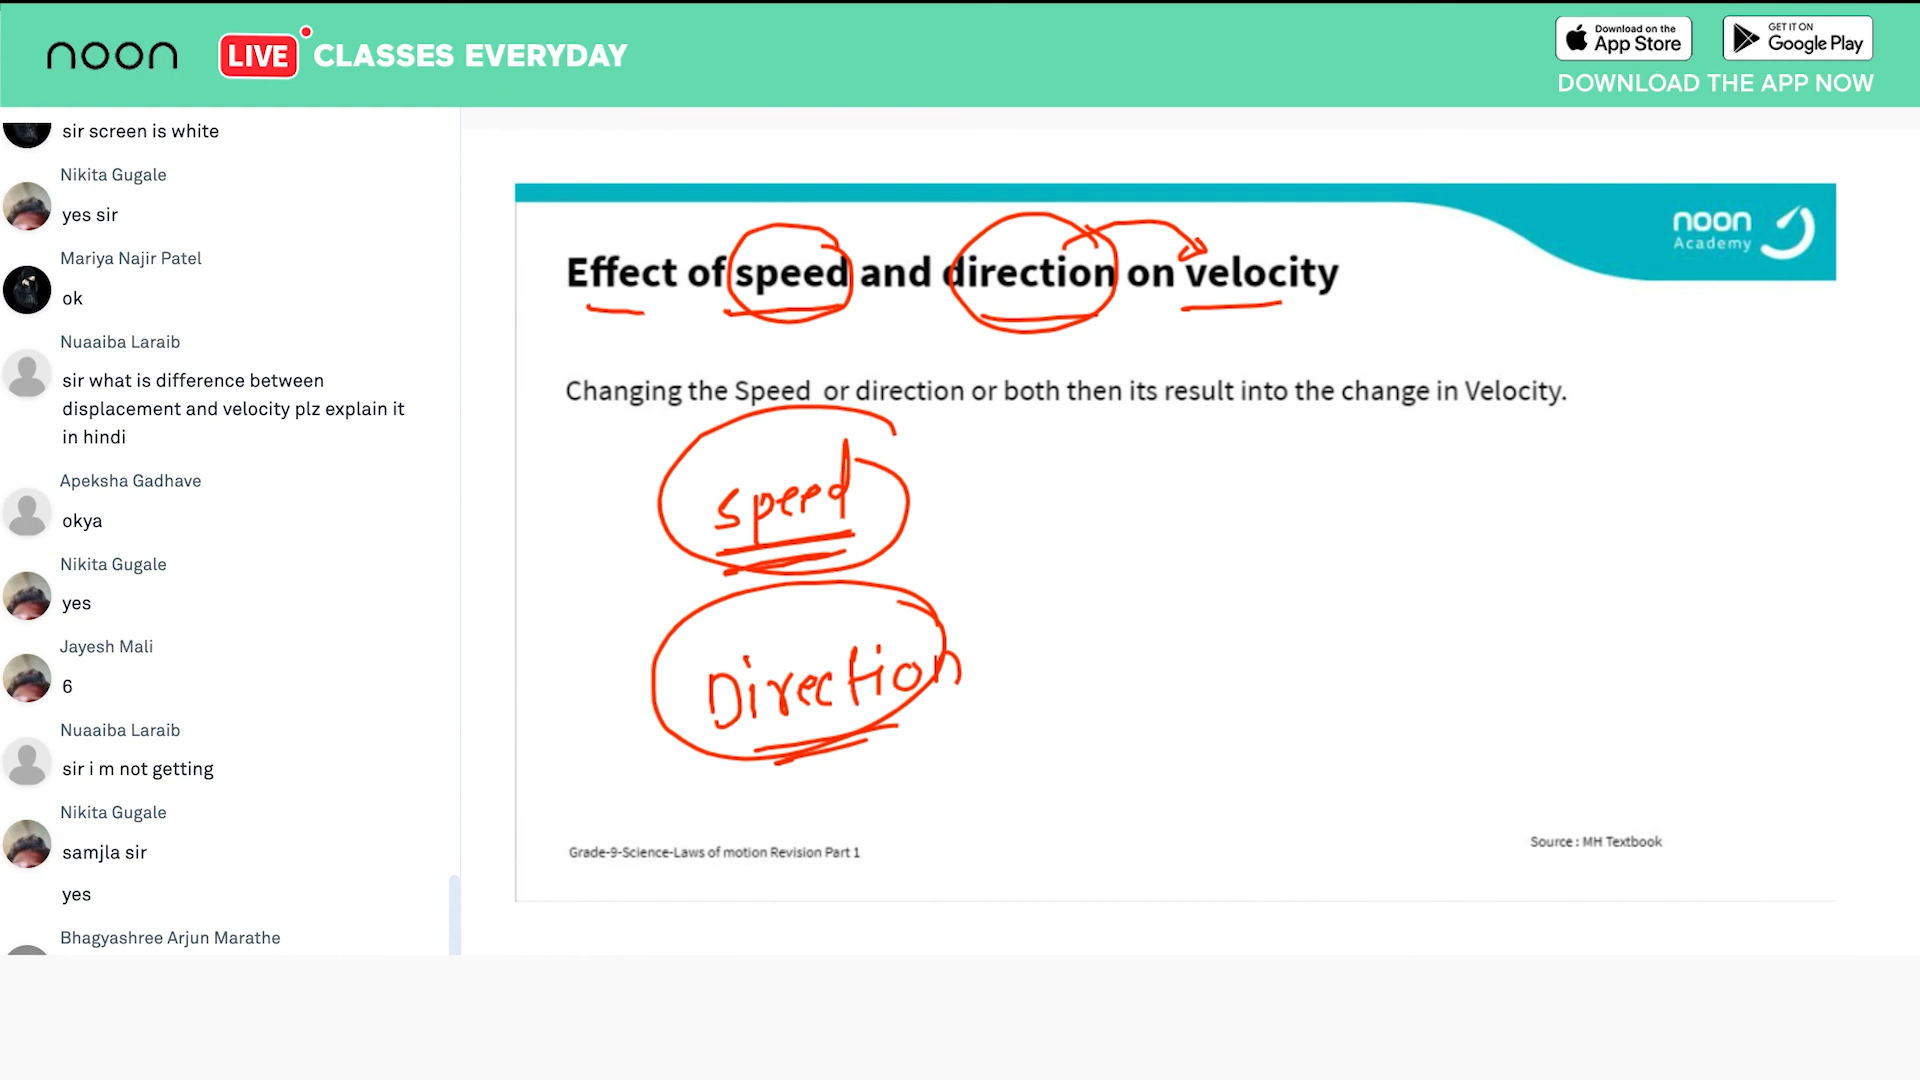 noon
LIVE CLASSES EVERYDAY
Download on the
App Store
GET IT ON
Google Play
DOWNLOAD THE APP NOW
sir screen is white
Nikita Gugale
yes sir
Mariya Najir Patel
ok
Nuaaiba Laraib
sir what is difference between
displacement and velocity plz explain it
in hindi
Apeksha Gadhave
okya
Nikita Gugale
yes
Jayesh Mali
6
Nuaaiba Laraib
sir i m not getting
Nikita Gugale
samjla sir
yes
Bhagyashree Arjun Marathe
noon
Academy
Effect of speed and direction on velocity
Changing the Speed or direction or both then its result into the change in Velocity.
speed
Direction
Grade-9-Science-Laws of motion Revision Part 1
Source : MH Textbook